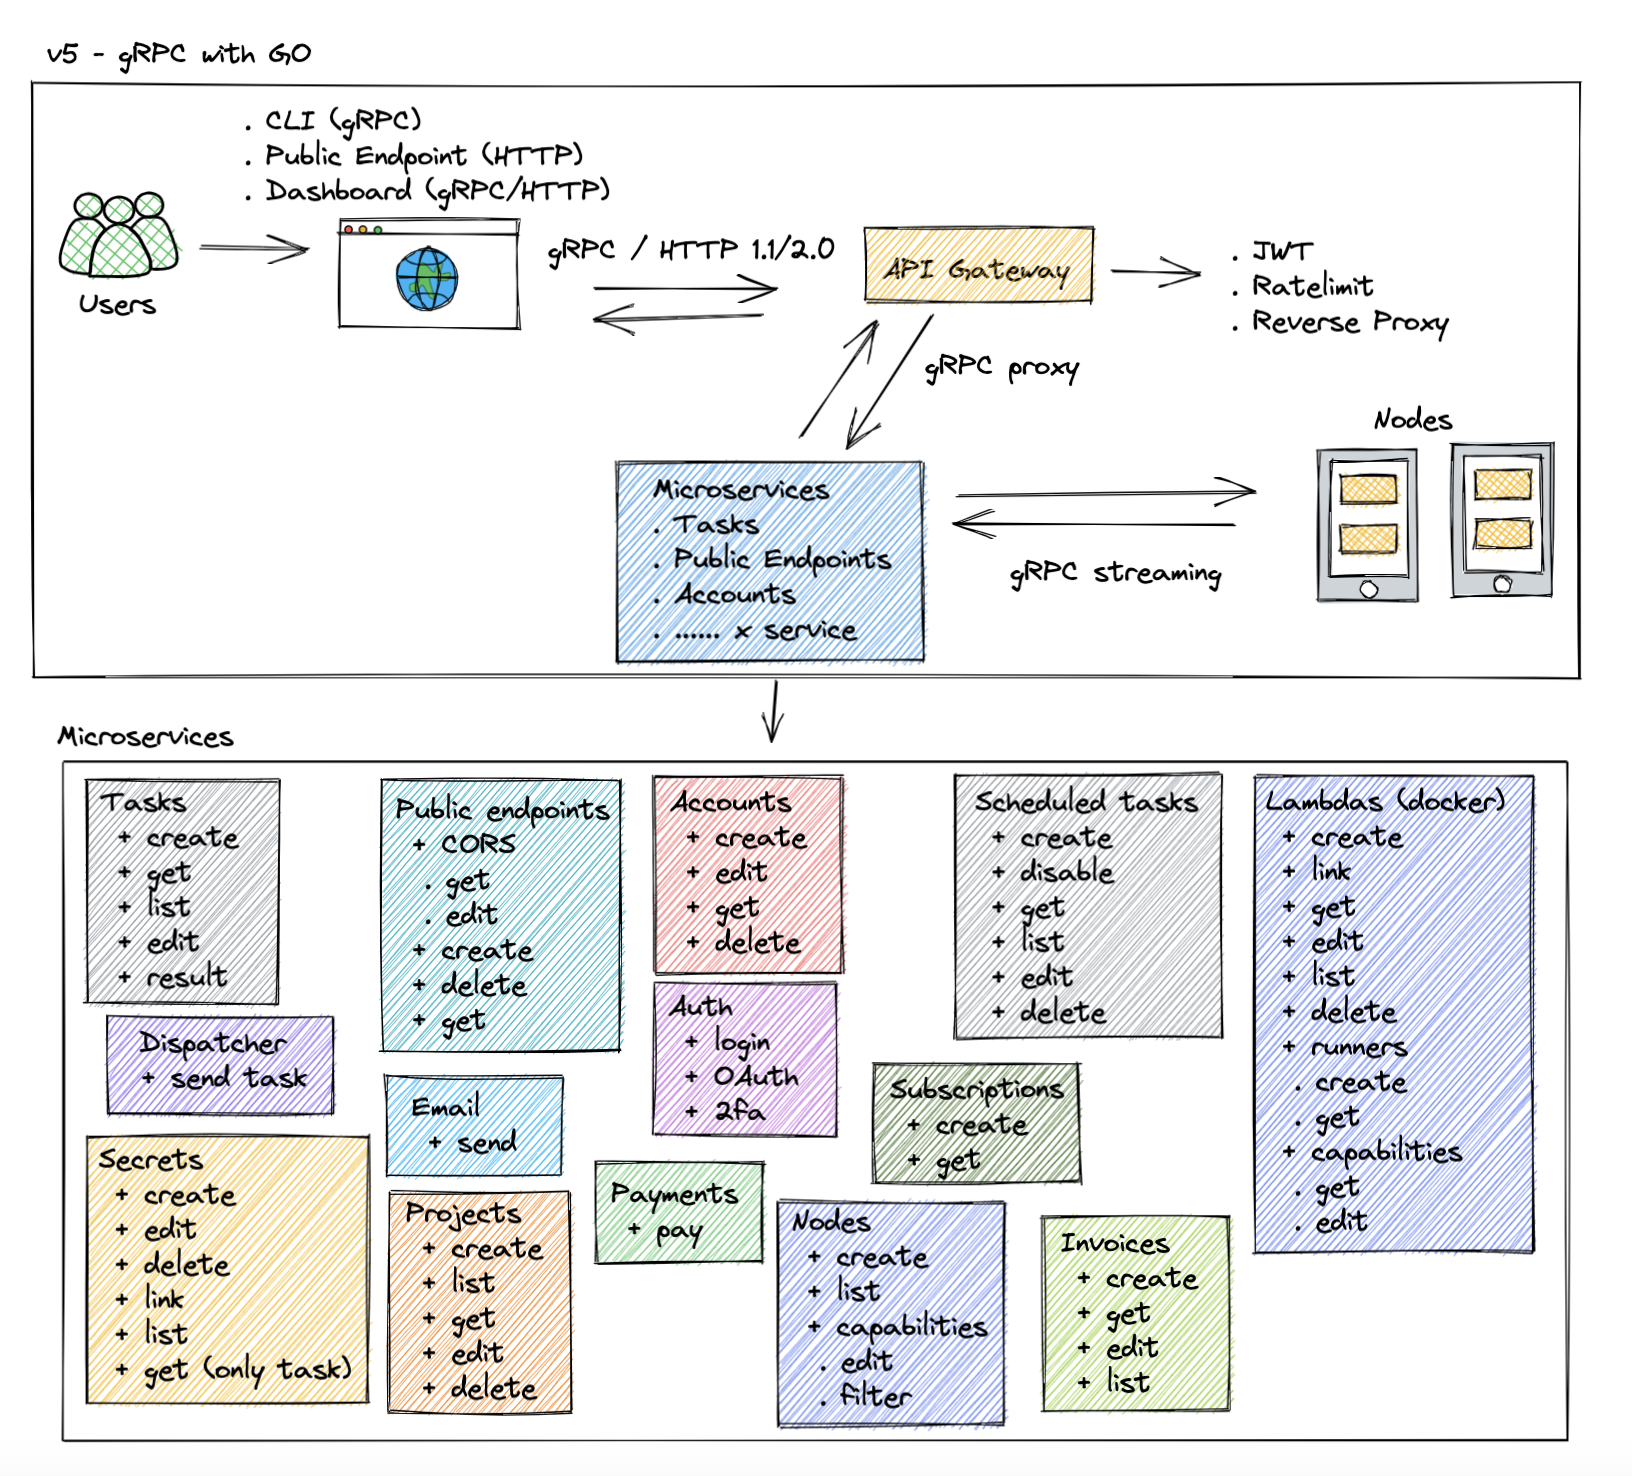 v5 - gRPC with GO
. CLI (gRPC)
. Public Endpoint (HTTP)
. Dashboard (gRPC/HTTP)
Users
gRPC / HTTP 1.1/2.0
API Gateway
. JWT
. Ratelimit
. Reverse Proxy
gRPC proxy
Nodes
Microservices
. Tasks
. Public Endpoints
. Accounts
. ...... x service
gRPC streaming
Microservices
Tasks
+ create
+ get
+ list
+ edit
+ result
Dispatcher
+ send task
Secrets
+ create
+ edit
+ delete
+ link
+ list
+ get (only task)
Public endpoints
+ CORS
. get
. edit
+ create
+ delete
+ get
Email
+ send
Projects
+ create
+ list
+ get
+ edit
+ delete
Accounts
+ create
+ edit
+ get
+ delete
Auth
+ login
+ OAuth
+ 2fa
Payments
+ pay
Scheduled tasks
+ create
+ disable
+ get
+ list
+ edit
+ delete
Subscriptions
+ create
+ get
Nodes
+ create
+ list
+ capabilities
. edit
. filter
Invoices
+ create
+ get
+ edit
+ list
Lambdas (docker)
+ create
+ link
+ get
+ edit
+ list
+ delete
+ runners
. create
. get
+ capabilities
. get
. edit